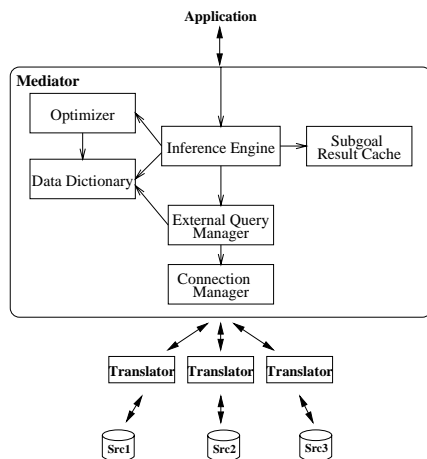 Application
Mediator
Optimizer
Inference Engine
Subgoal
Result Cache
Data Dictionary
External Query
Manager
Connection
Manager
Translator
Translator
Translator
Src1
Src2
Src3